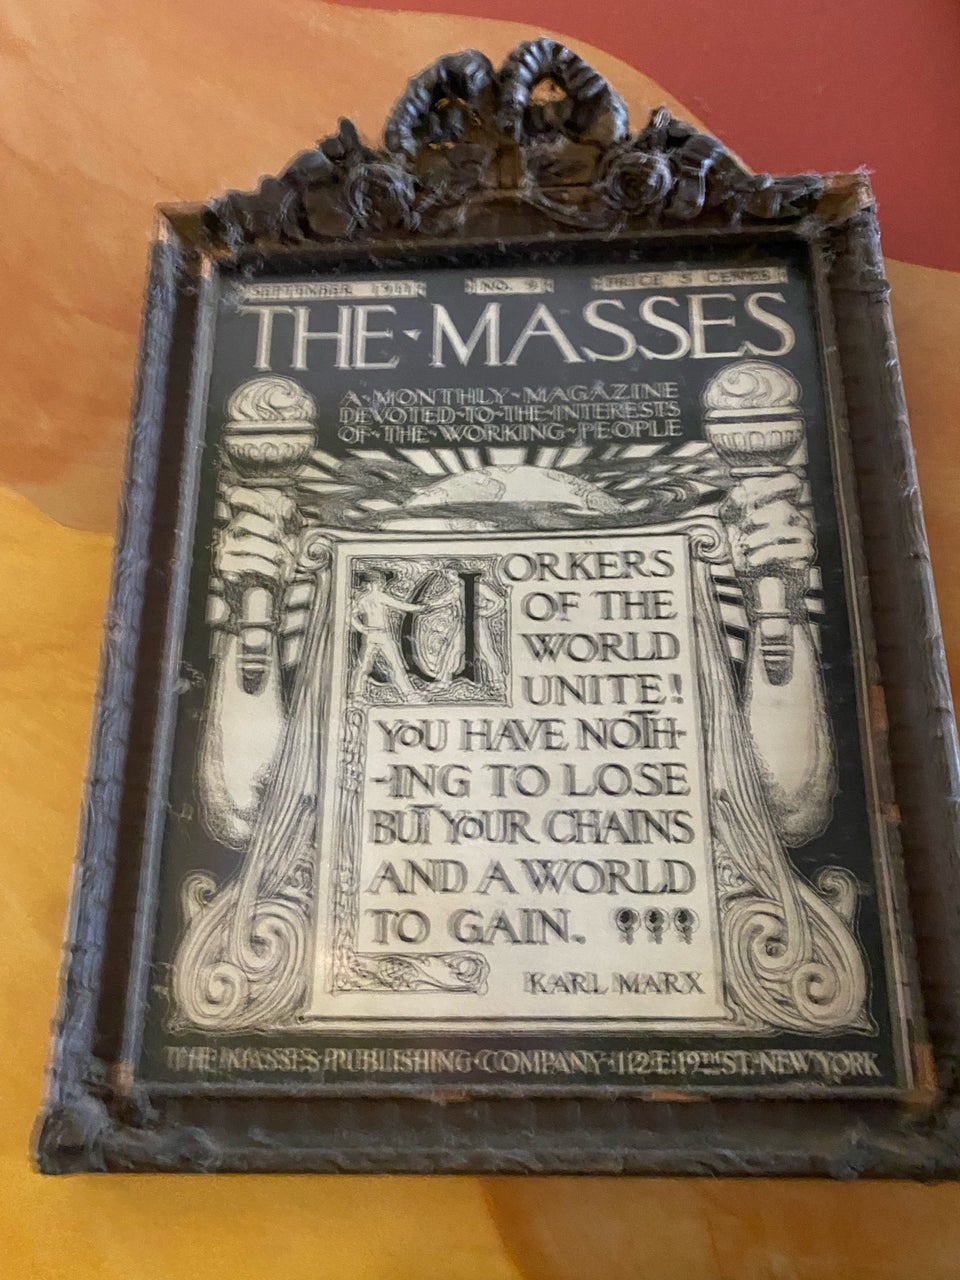 SEPTEMBER 1911 NO. 9 PRICE 5 CENTS
THE·MASSES
A·MONTHLY·MAGAZINE
DEVOTED·TO·THE·INTERESTS
OF·THE·WORKING·PEOPLE
WORKERS
OF THE
WORLD
UNITE!
YOU HAVE NOTH-
-ING TO LOSE
BUT YOUR CHAINS
AND A WORLD
TO GAIN.
KARL MARX
THE·MASSES·PUBLISHING·COMPANY·112·E·19TH·ST·NEW YORK